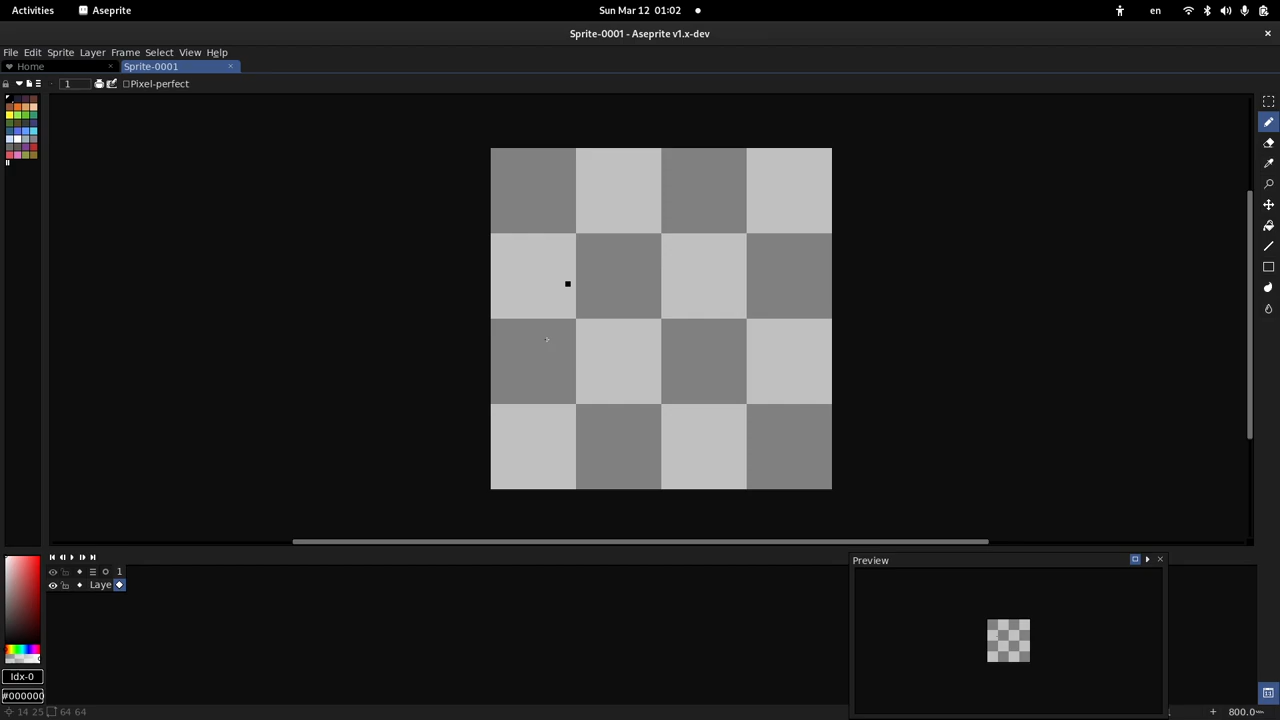 Activities Aseprite Sun Mar 12 01:02 en
Sprite-0001 - Aseprite v1.x-dev
File Edit Sprite Layer Frame Select View Help
Home Sprite-0001
1 Pixel-perfect
Preview
1
Laye
Idx-0
#000000
14 25 64 64 800.0